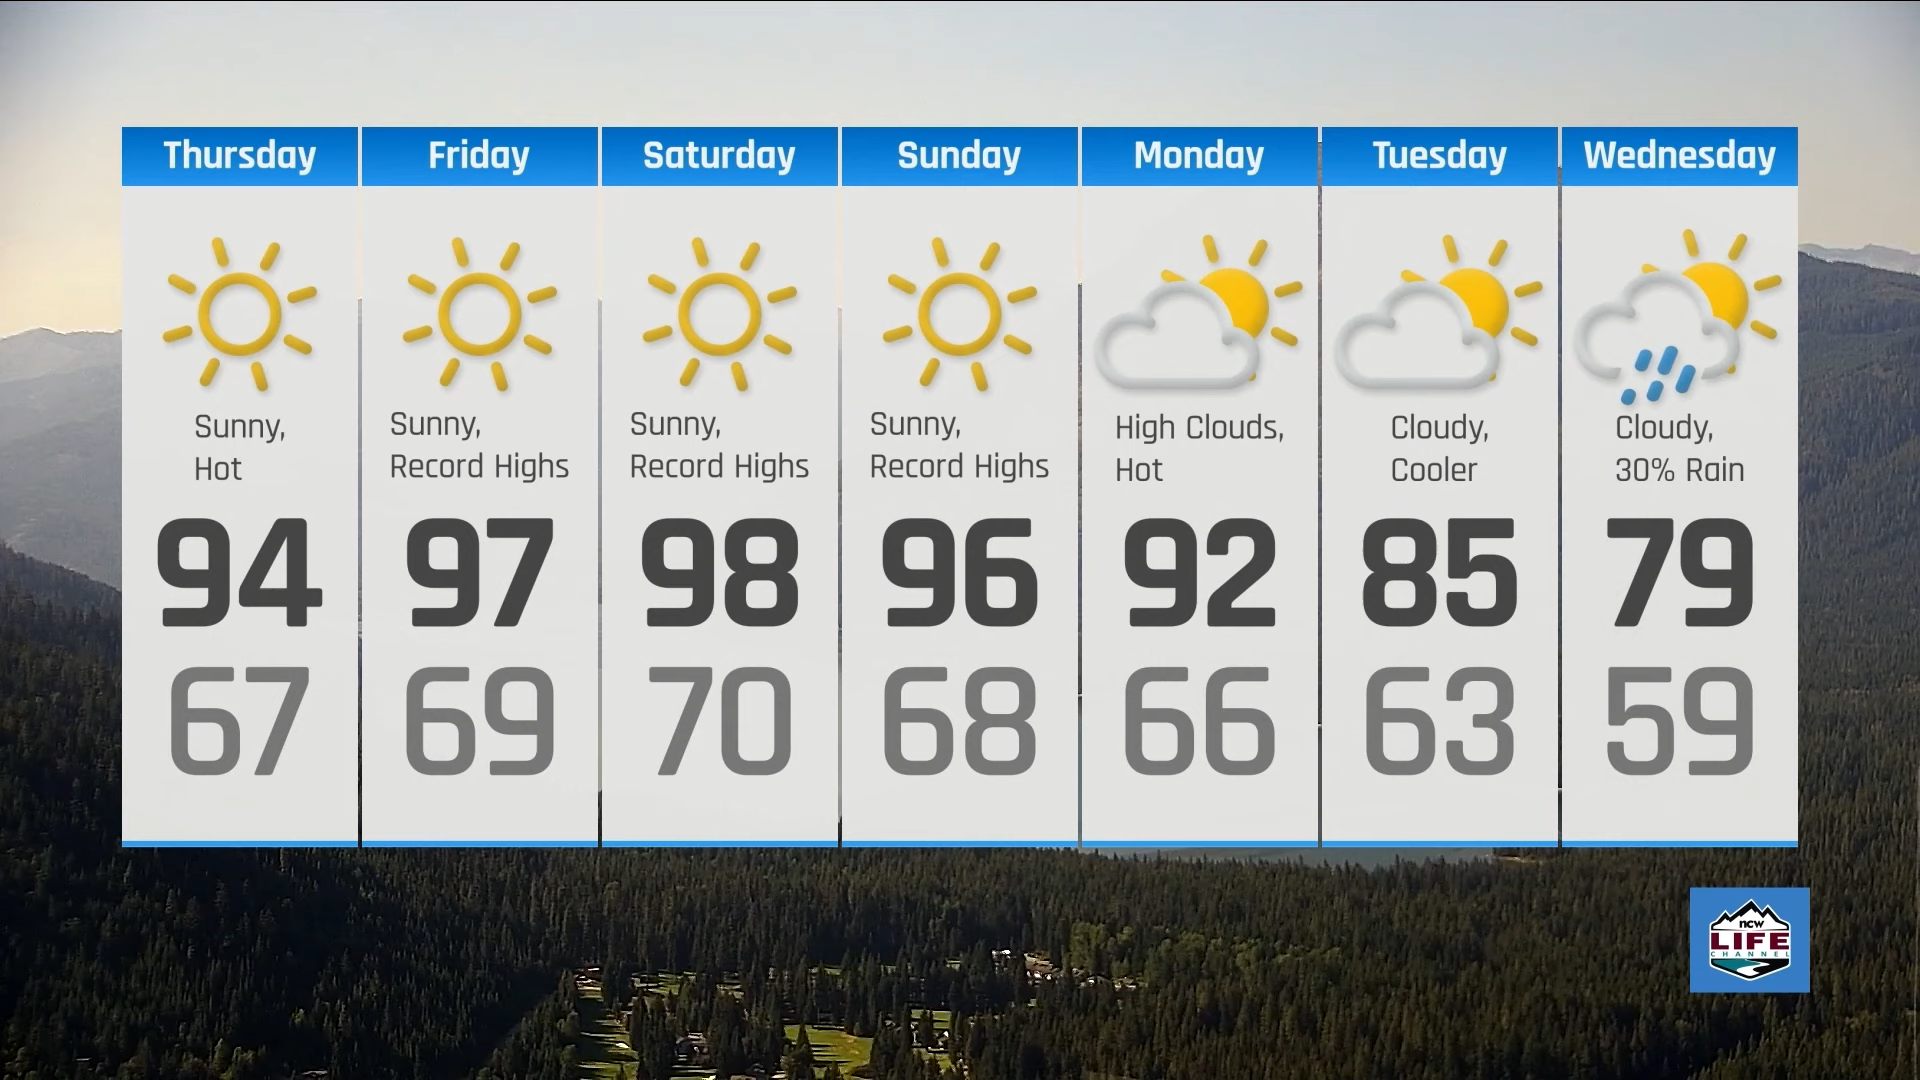 Thursday
Sunny,
Hot
94
67
Friday
Sunny,
Record Highs
97
69
Saturday
Sunny,
Record Highs
98
70
Sunday
Sunny,
Record Highs
96
68
Monday
High Clouds,
Hot
92
66
Tuesday
Cloudy,
Cooler
85
63
Wednesday
Cloudy,
30% Rain
79
59
ncw
LIFE
CHANNEL